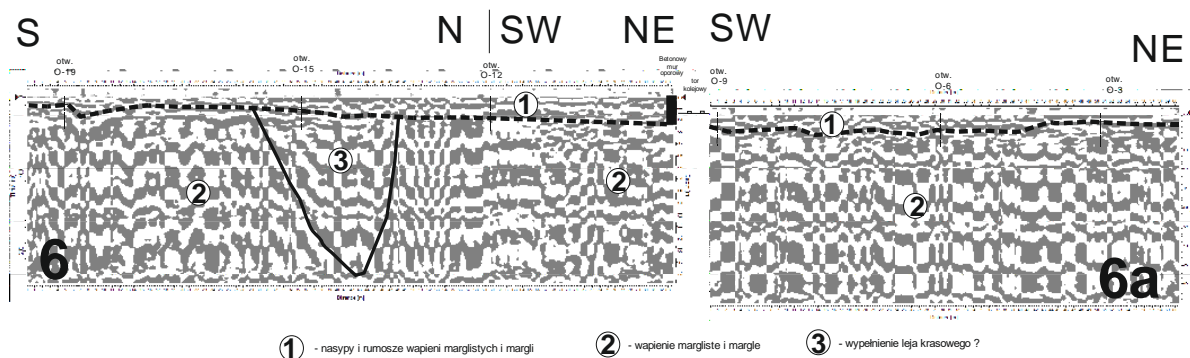 S
N
SW
NE
SW
NE
otw.
O-19
otw.
O-15
otw.
O-12
Betonowy
mur
oporowy
tor
kolejowy
otw.
O-9
otw.
O-6
otw.
O-3
1
1
2
3
2
2
6
6a
1 - nasypy i rumosze wapieni marglistych i margli
2 - wapienie margliste i margle
3 - wypełnienie leja krasowego ?